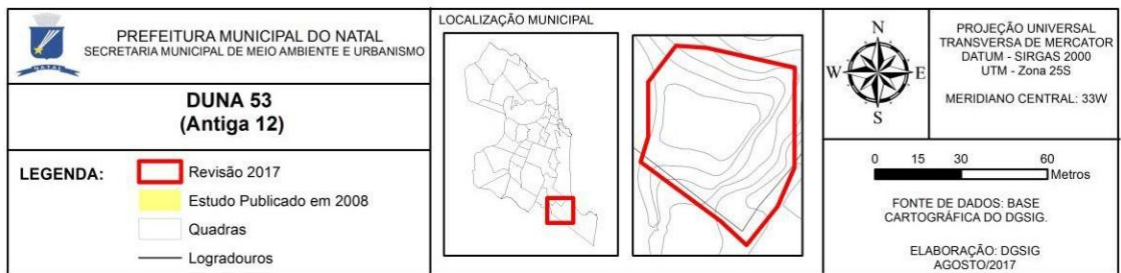 NATAL
PREFEITURA MUNICIPAL DO NATAL
SECRETARIA MUNICIPAL DE MEIO AMBIENTE E URBANISMO
DUNA 53
(Antiga 12)
LEGENDA:
Revisão 2017
Estudo Publicado em 2008
Quadras
Logradouros
LOCALIZAÇÃO MUNICIPAL
N
W E
S
PROJEÇÃO UNIVERSAL
TRANSVERSA DE MERCATOR
DATUM - SIRGAS 2000
UTM - Zona 25S
MERIDIANO CENTRAL: 33W
0 15 30 60
Metros
FONTE DE DADOS: BASE
CARTOGRÁFICA DO DGSIG.
ELABORAÇÃO: DGSIG
AGOSTO/2017